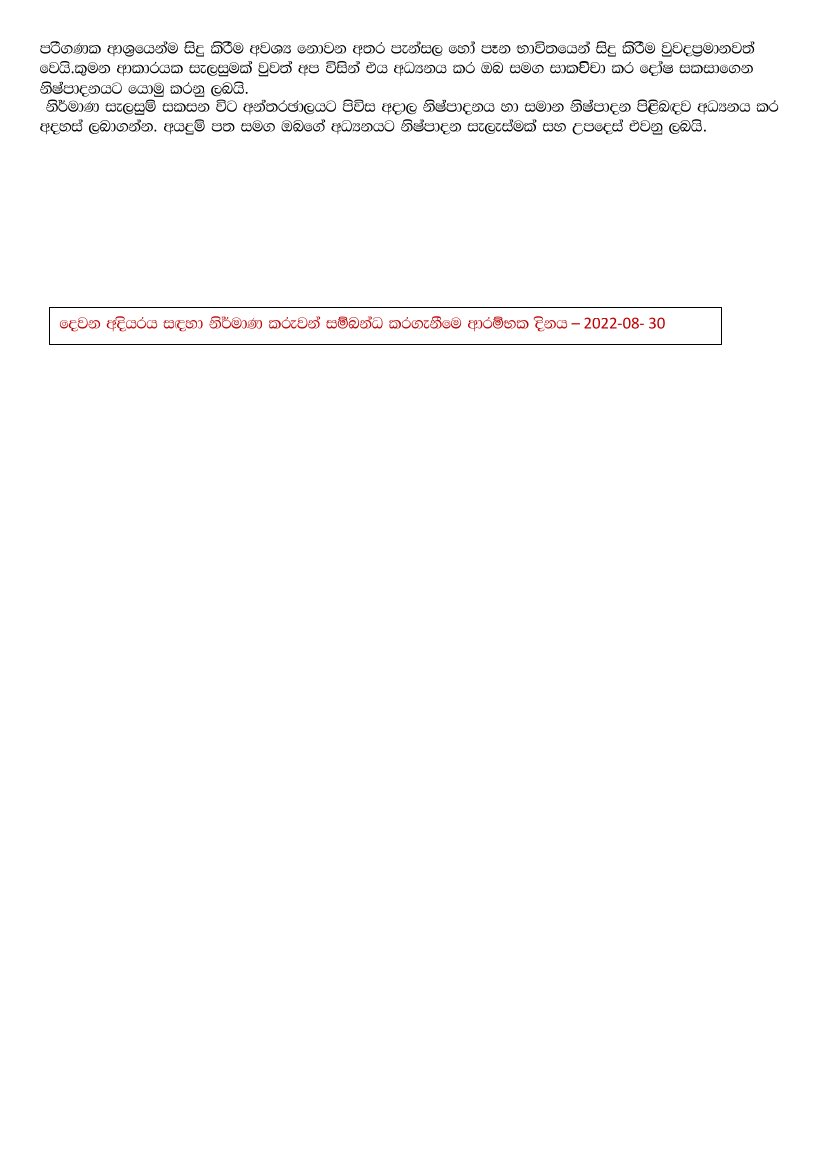 පරිගණක ආශ්‍රයෙන්ම සිදු කිරීම අවශ්‍ය නොවන අතර පැන්සල හෝ පෑන භාවිතයෙන් සිදු කිරීම වුවදප්‍රමානවත්
වෙයි.කුමන ආකාරයක සැලසුමක් වුවත් අප විසින් එය අධ්‍යනය කර ඔබ සමග සාකච්චා කර දෝෂ සකසාගෙන
නිෂ්පාදනයට යොමු කරනු ලබයි.
නිර්මාණ සැලසුම් සකසන විට අන්තර්ජාලයට පිවිස අදාල නිෂ්පාදනය හා සමාන නිෂ්පාදන පිළිබඳව අධ්‍යනය කර
අදහස් ලබාගන්න. අයදුම් පත සමග ඔබගේ අධ්‍යනයට නිෂ්පාදන සැලැස්මක් සහ උපදෙස් එවනු ලබයි.
දෙවන අදියරය සඳහා නිර්මාණ කරුවන් සම්බන්ධ කරගැනීමෙ ආරම්භක දිනය – 2022-08- 30